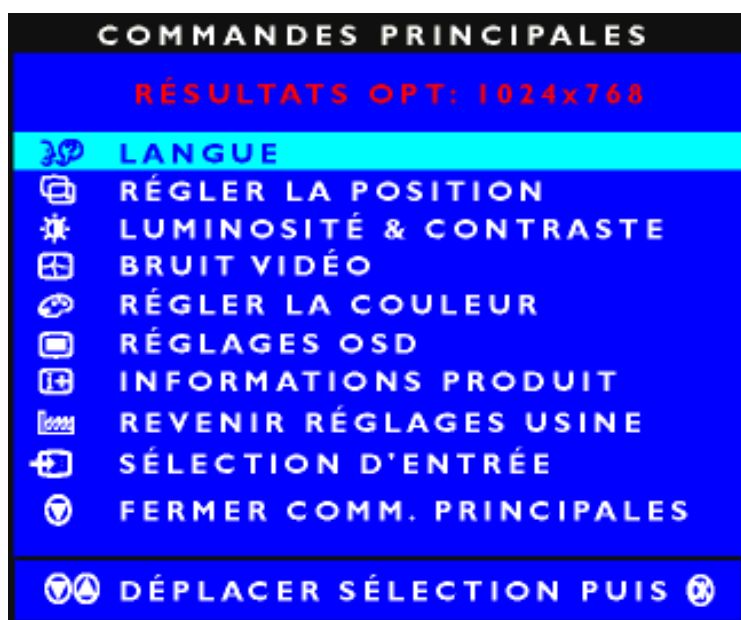 COMMANDES PRINCIPALES
RÉSULTATS OPT: 1024x768
LANGUE
RÉGLER LA POSITION
LUMINOSITÉ & CONTRASTE
BRUIT VIDÉO
RÉGLER LA COULEUR
RÉGLAGES OSD
INFORMATIONS PRODUIT
REVENIR RÉGLAGES USINE
SÉLECTION D'ENTRÉE
FERMER COMM. PRINCIPALES
DÉPLACER SÉLECTION PUIS OK